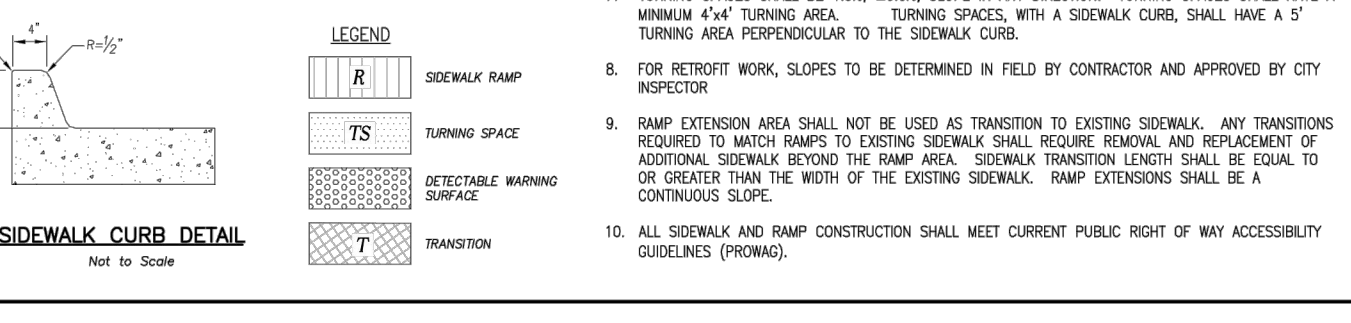 4"
R=1/2"
SIDEWALK CURB DETAIL
Not to Scale
LEGEND
R SIDEWALK RAMP
TS TURNING SPACE
DETECTABLE WARNING
SURFACE
T TRANSITION
MINIMUM 4'x4' TURNING AREA. TURNING SPACES, WITH A SIDEWALK CURB, SHALL HAVE A 5'
TURNING AREA PERPENDICULAR TO THE SIDEWALK CURB.
8. FOR RETROFIT WORK, SLOPES TO BE DETERMINED IN FIELD BY CONTRACTOR AND APPROVED BY CITY
INSPECTOR
9. RAMP EXTENSION AREA SHALL NOT BE USED AS TRANSITION TO EXISTING SIDEWALK. ANY TRANSITIONS
REQUIRED TO MATCH RAMPS TO EXISTING SIDEWALK SHALL REQUIRE REMOVAL AND REPLACEMENT OF
ADDITIONAL SIDEWALK BEYOND THE RAMP AREA. SIDEWALK TRANSITION LENGTH SHALL BE EQUAL TO
OR GREATER THAN THE WIDTH OF THE EXISTING SIDEWALK. RAMP EXTENSIONS SHALL BE A
CONTINUOUS SLOPE.
10. ALL SIDEWALK AND RAMP CONSTRUCTION SHALL MEET CURRENT PUBLIC RIGHT OF WAY ACCESSIBILITY
GUIDELINES (PROWAG).